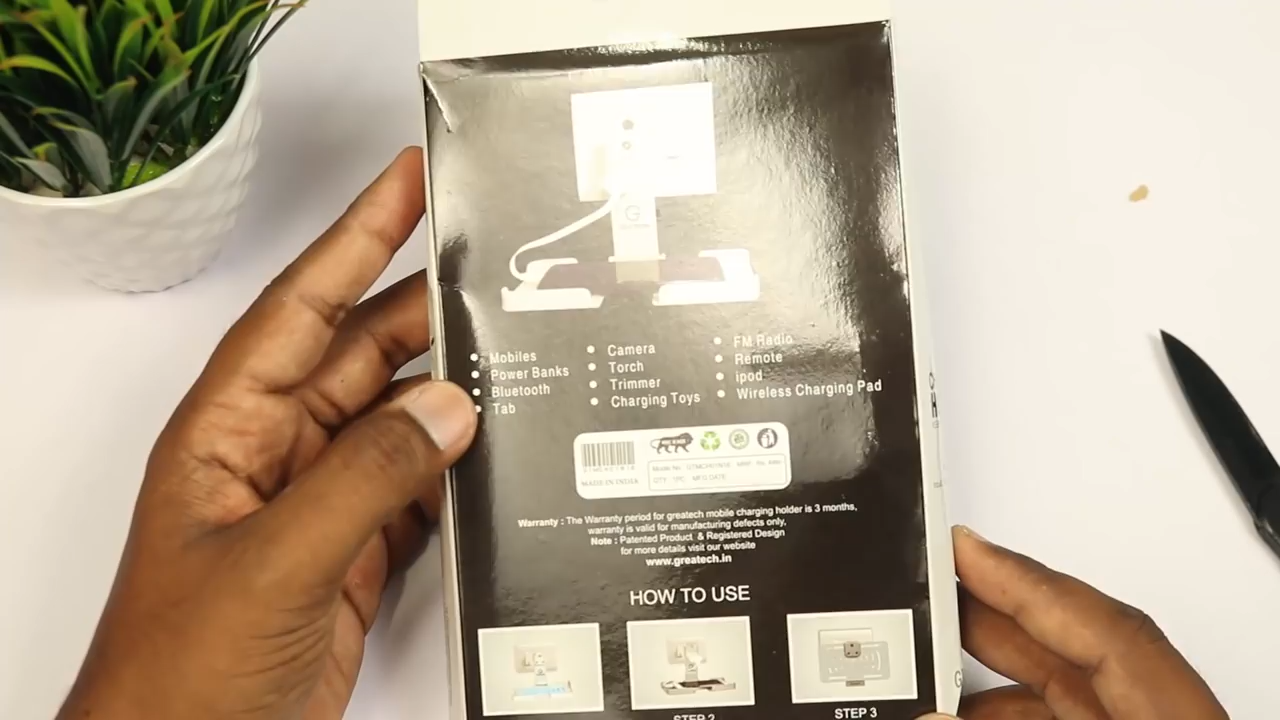 Mobiles
Power Banks
Bluetooth
Tab
Camera
Torch
Trimmer
Charging Toys
FM Radio
Remote
ipod
Wireless Charging Pad
MADE IN INDIA
Warranty : The Warranty period for greatech mobile charging holder is 3 months,
warranty is valid for manufacturing defects only,
Note : Patented Product & Registered Design
for more details visit our website
www.greatech.in
HOW TO USE
STEP 2
STEP 3